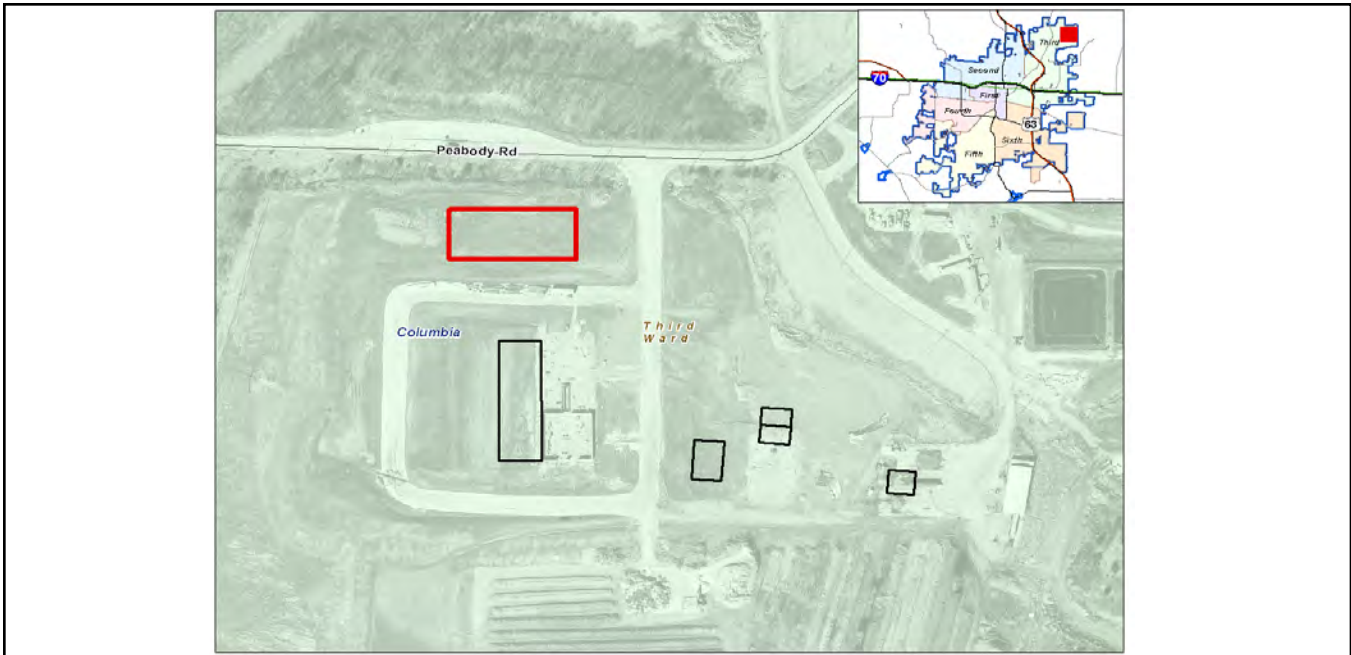 Peabody Rd
Columbia
Third
Ward
Third
Second
70
First
Fourth
63
Sixth
Fifth